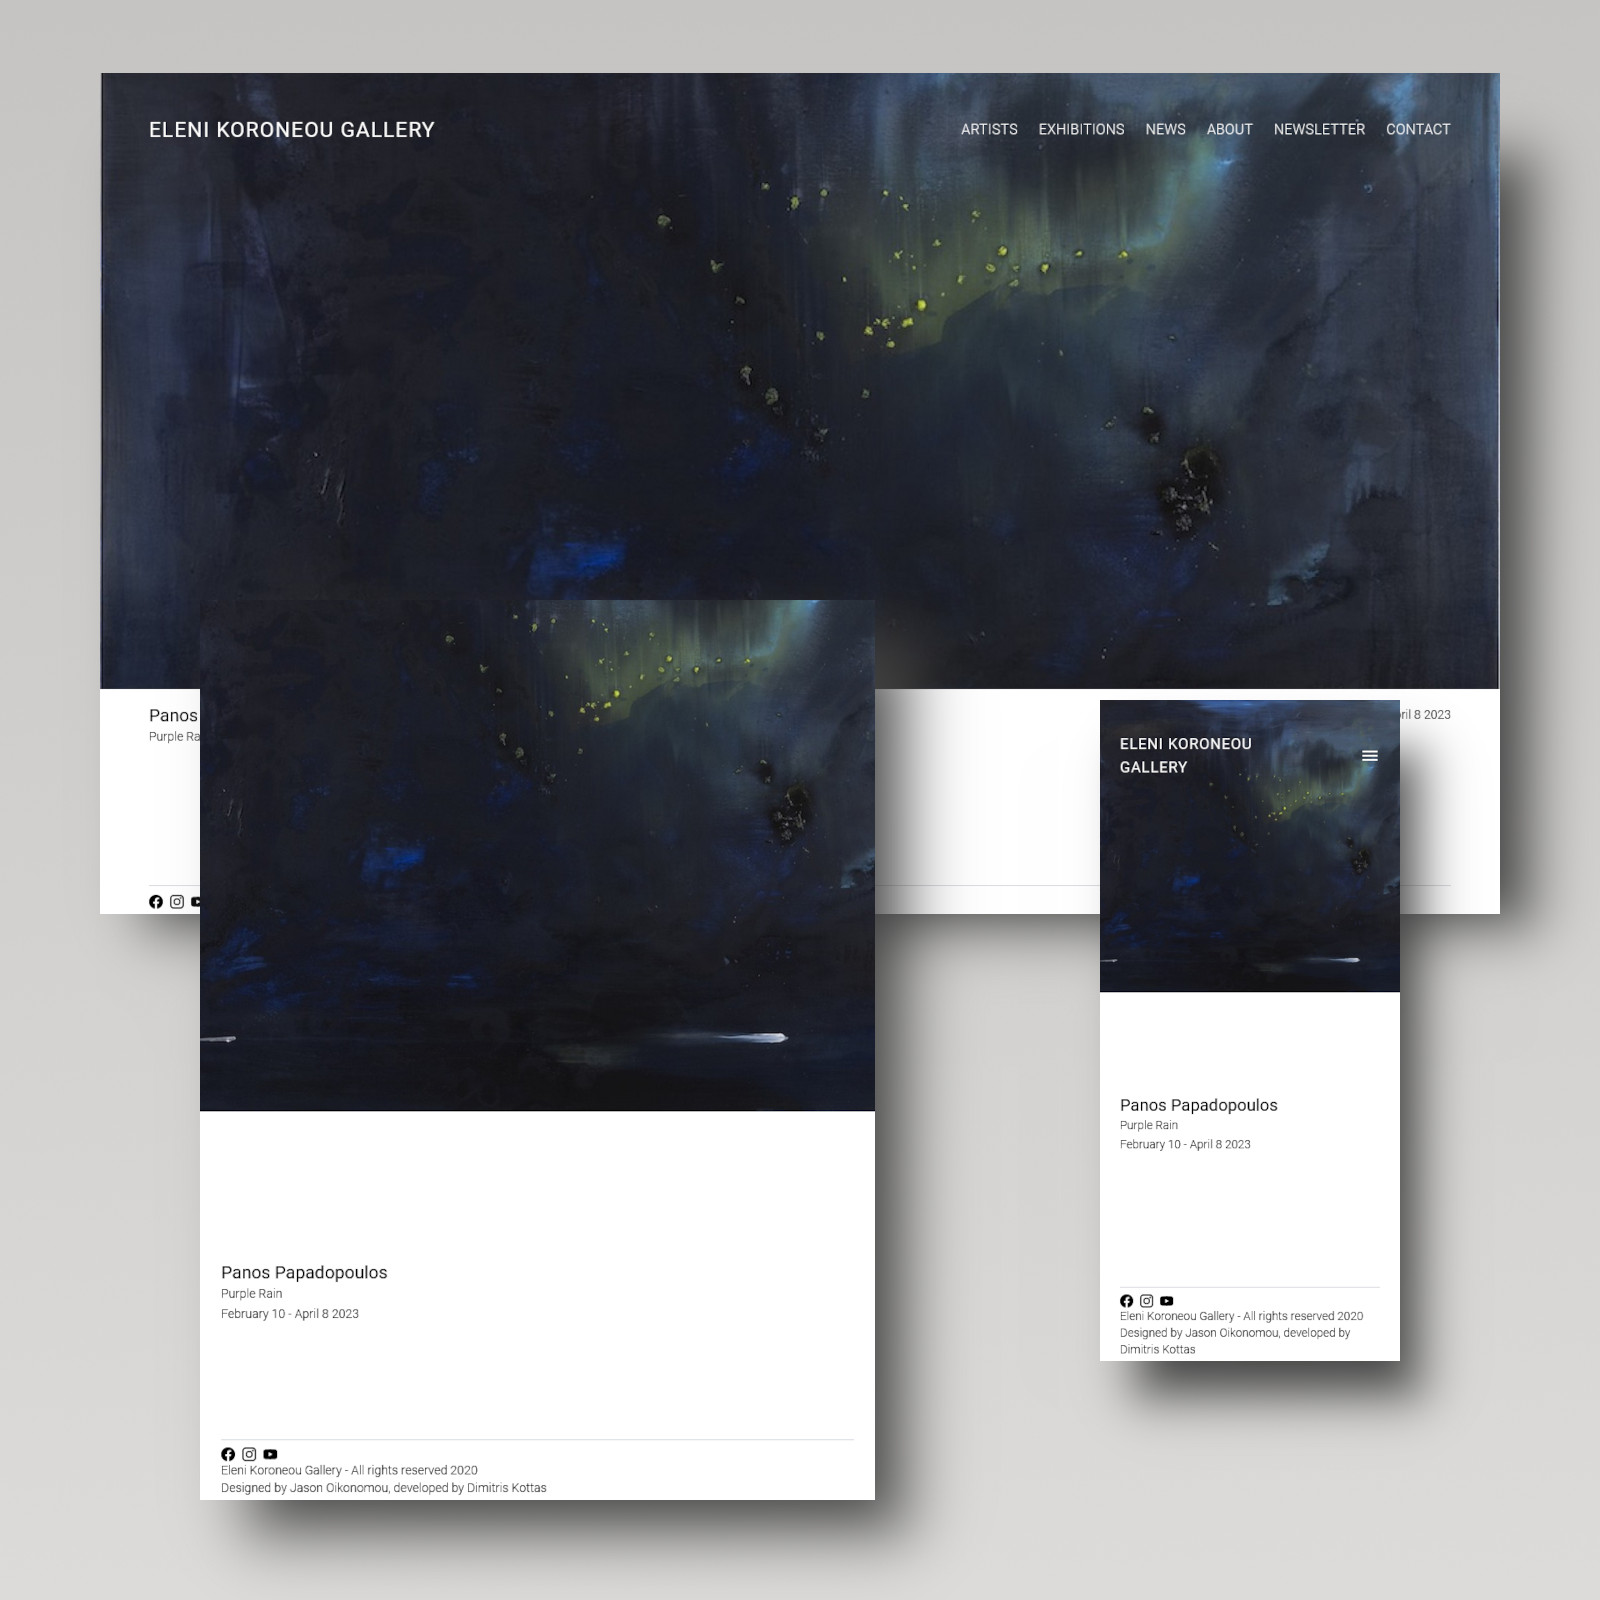 ELENI KORONEOU GALLERY
ARTISTS EXHIBITIONS NEWS ABOUT NEWSLETTER CONTACT
Panos
Purple
8 2023
Panos Papadopoulos
Purple Rain
February 10 - April 8 2023
Eleni Koroneou Gallery - All rights reserved 2020
Designed by Jason Oikonomou, developed by Dimitris Kottas
ELENI KORONEOU
GALLERY
Panos Papadopoulos
Purple Rain
February 10 - April 8 2023
Eleni Koroneou Gallery - All rights reserved 2020
Designed by Jason Oikonomou, developed by
Dimitris Kottas